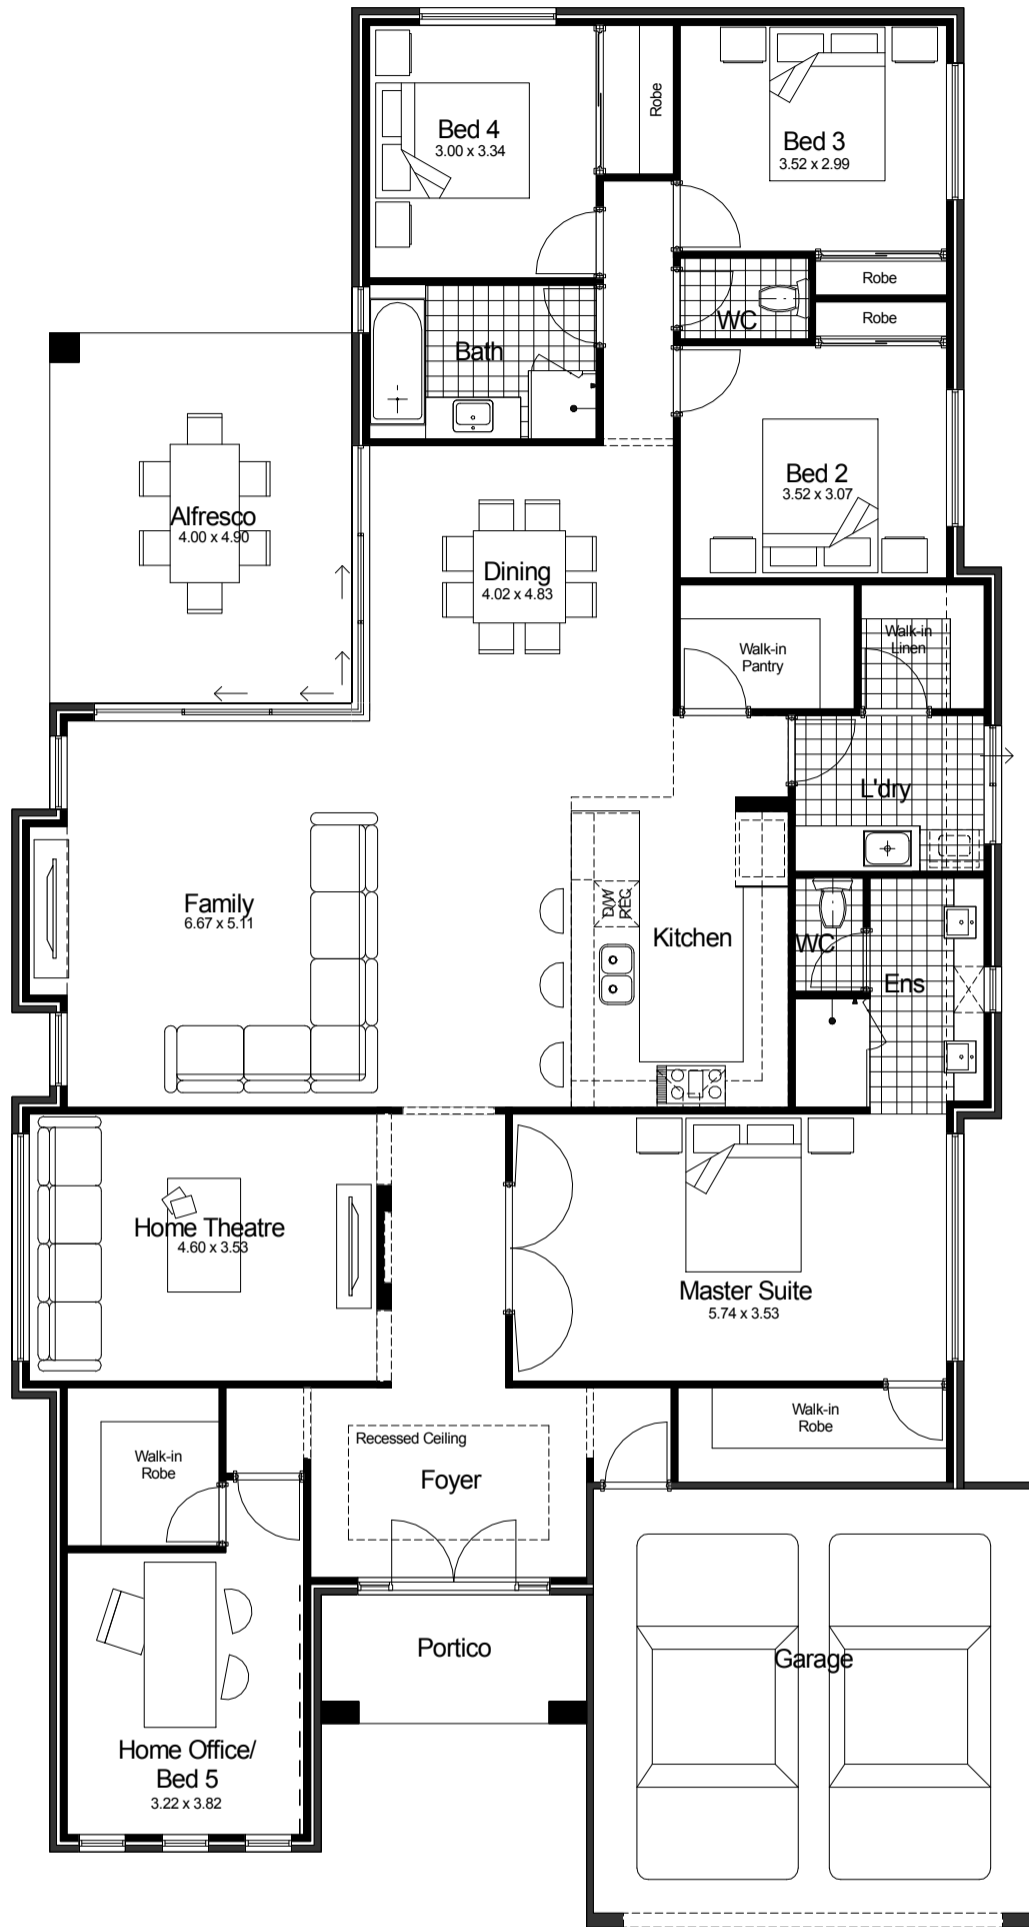 Bed 4
3.00 x 3.34
Robe
Bed 3
3.52 x 2.99
Robe
Robe
WC
Bath
Bed 2
3.52 x 3.07
Alfresco
4.00 x 4.90
Dining
4.02 x 4.83
Walk-in
Pantry
Walk-in
Linen
L'dry
Family
6.67 x 5.11
D/W
REC
Kitchen
WC
Ens
Home Theatre
4.60 x 3.53
Master Suite
5.74 x 3.53
Walk-in
Robe
Walk-in
Robe
Recessed Ceiling
Foyer
Portico
Garage
Home Office/
Bed 5
3.22 x 3.82